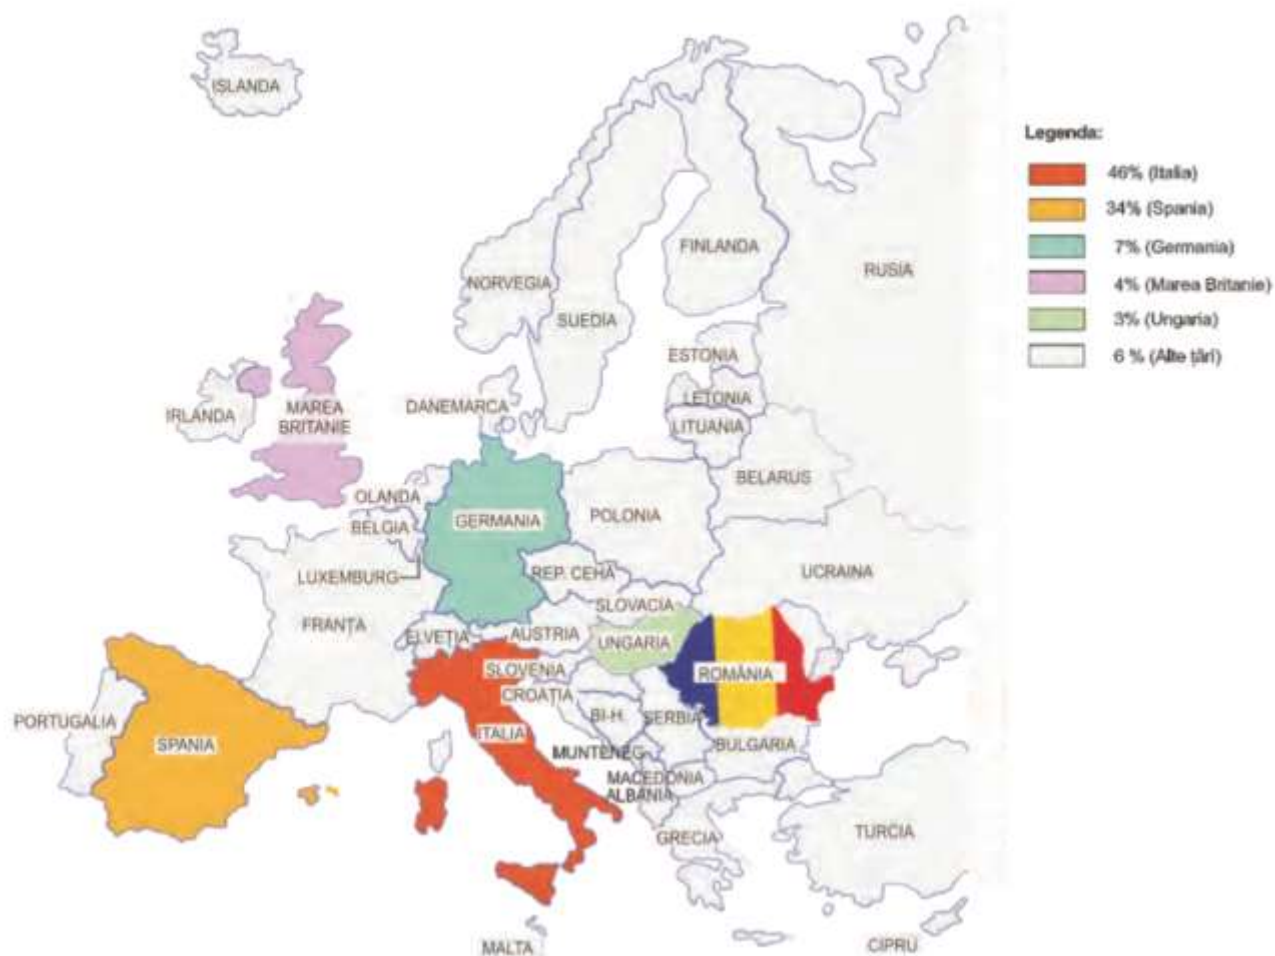 ISLANDA
Legenda:
46% (Italia)
34% (Spania)
7% (Germania)
4% (Marea Britanie)
3% (Ungaria)
6 % (Alte țări)
FINLANDA
RUSIA
NORVEGIA
SUEDIA
ESTONIA
LETONIA
LITUANIA
IRLANDA
MAREA
BRITANIE
DANEMARCA
BELARUS
OLANDA
BELGIA
GERMANIA
POLONIA
LUXEMBURG
REP. CEHĂ
UCRAINA
SLOVACIA
FRANȚA
ELVEȚIA
AUSTRIA
UNGARIA
SLOVENIA
ROMÂNIA
CROAȚIA
PORTUGALIA
SPANIA
ITALIA
BI-H.
SERBIA
BULGARIA
MUNTENEG.
MACEDONIA
ALBANIA
GRECIA
TURCIA
MALTA
CIPRU